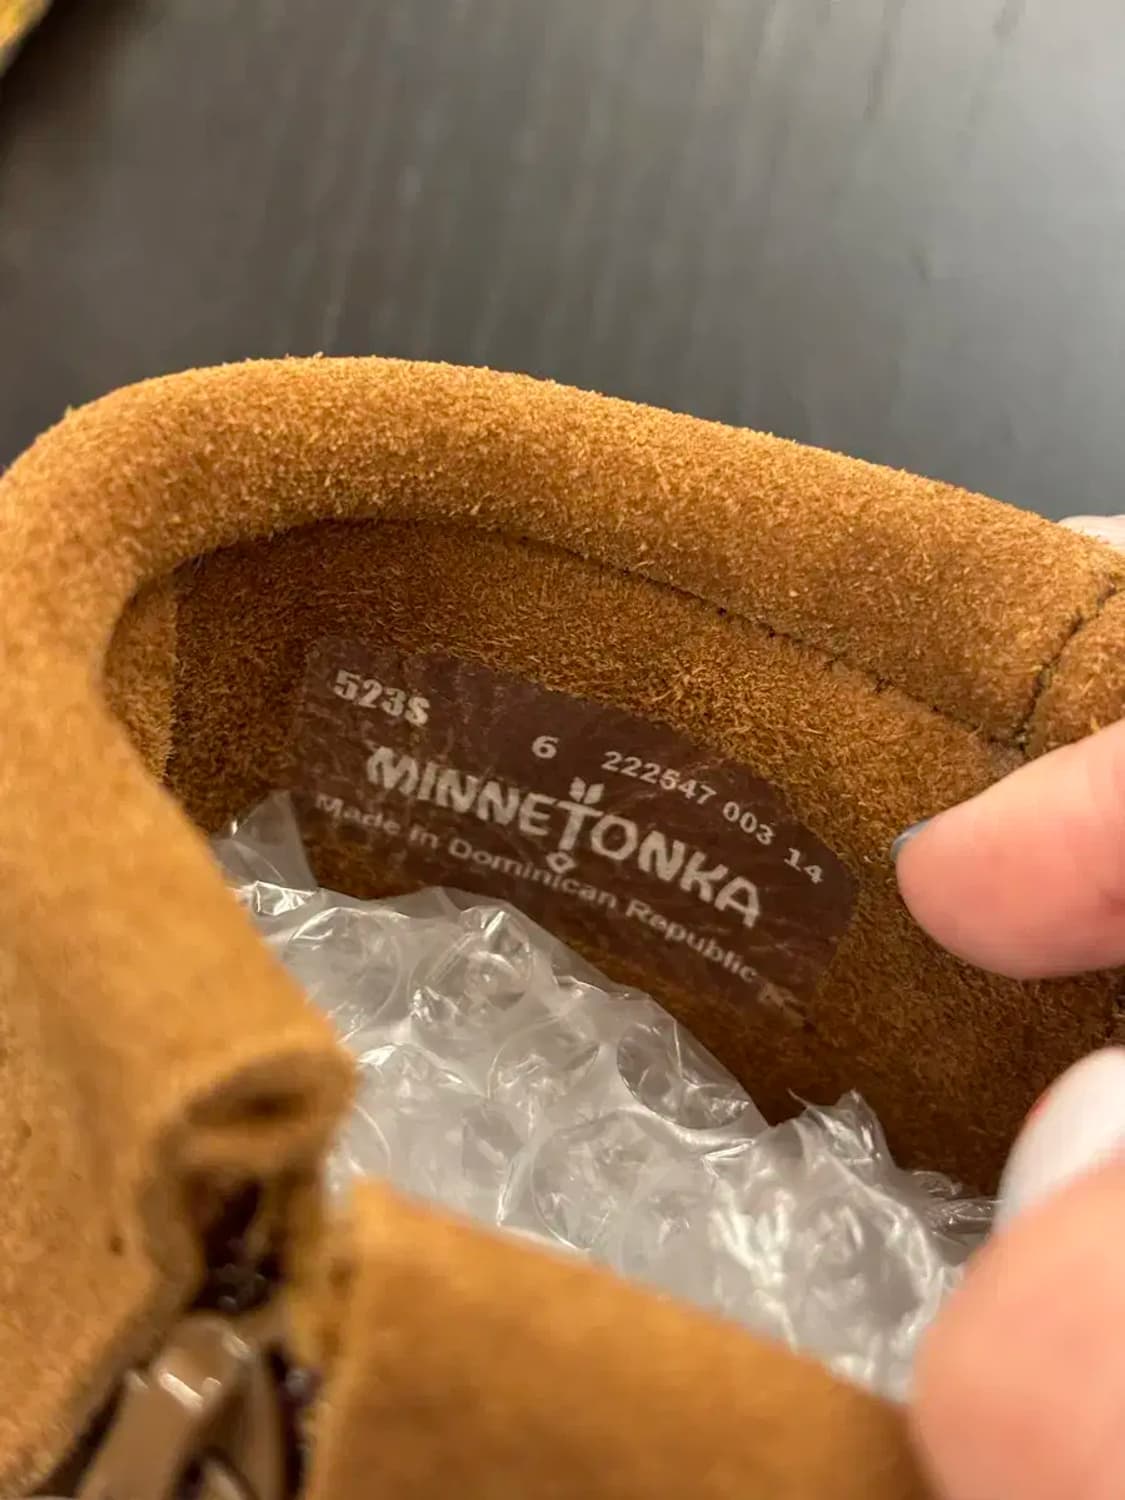 523S 6 222547 003 14
MINNETONKA
Made in Dominican Republic